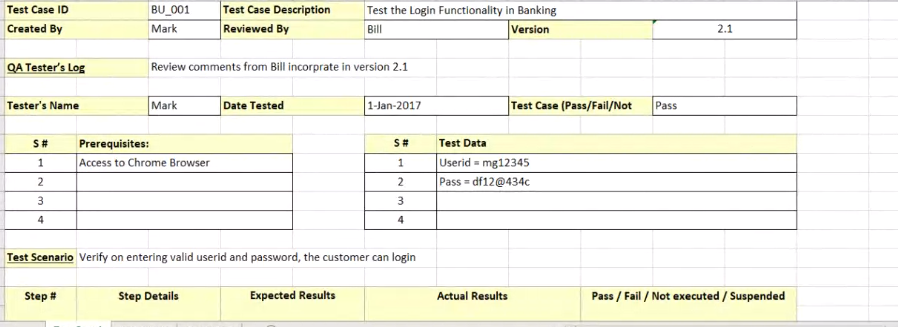 Test Case ID BU_001 Test Case Description Test the Login Functionality in Banking
Created By Mark Reviewed By Bill Version 2.1
QA Tester's Log Review comments from Bill incorprate in version 2.1
Tester's Name Mark Date Tested 1-Jan-2017 Test Case (Pass/Fail/Not Pass
S # Prerequisites: S # Test Data
1 Access to Chrome Browser 1 Userid = mg12345
2 2 Pass = df12@434c
3 3
4 4
Test Scenario Verify on entering valid userid and password, the customer can login
Step # Step Details Expected Results Actual Results Pass / Fail / Not executed / Suspended